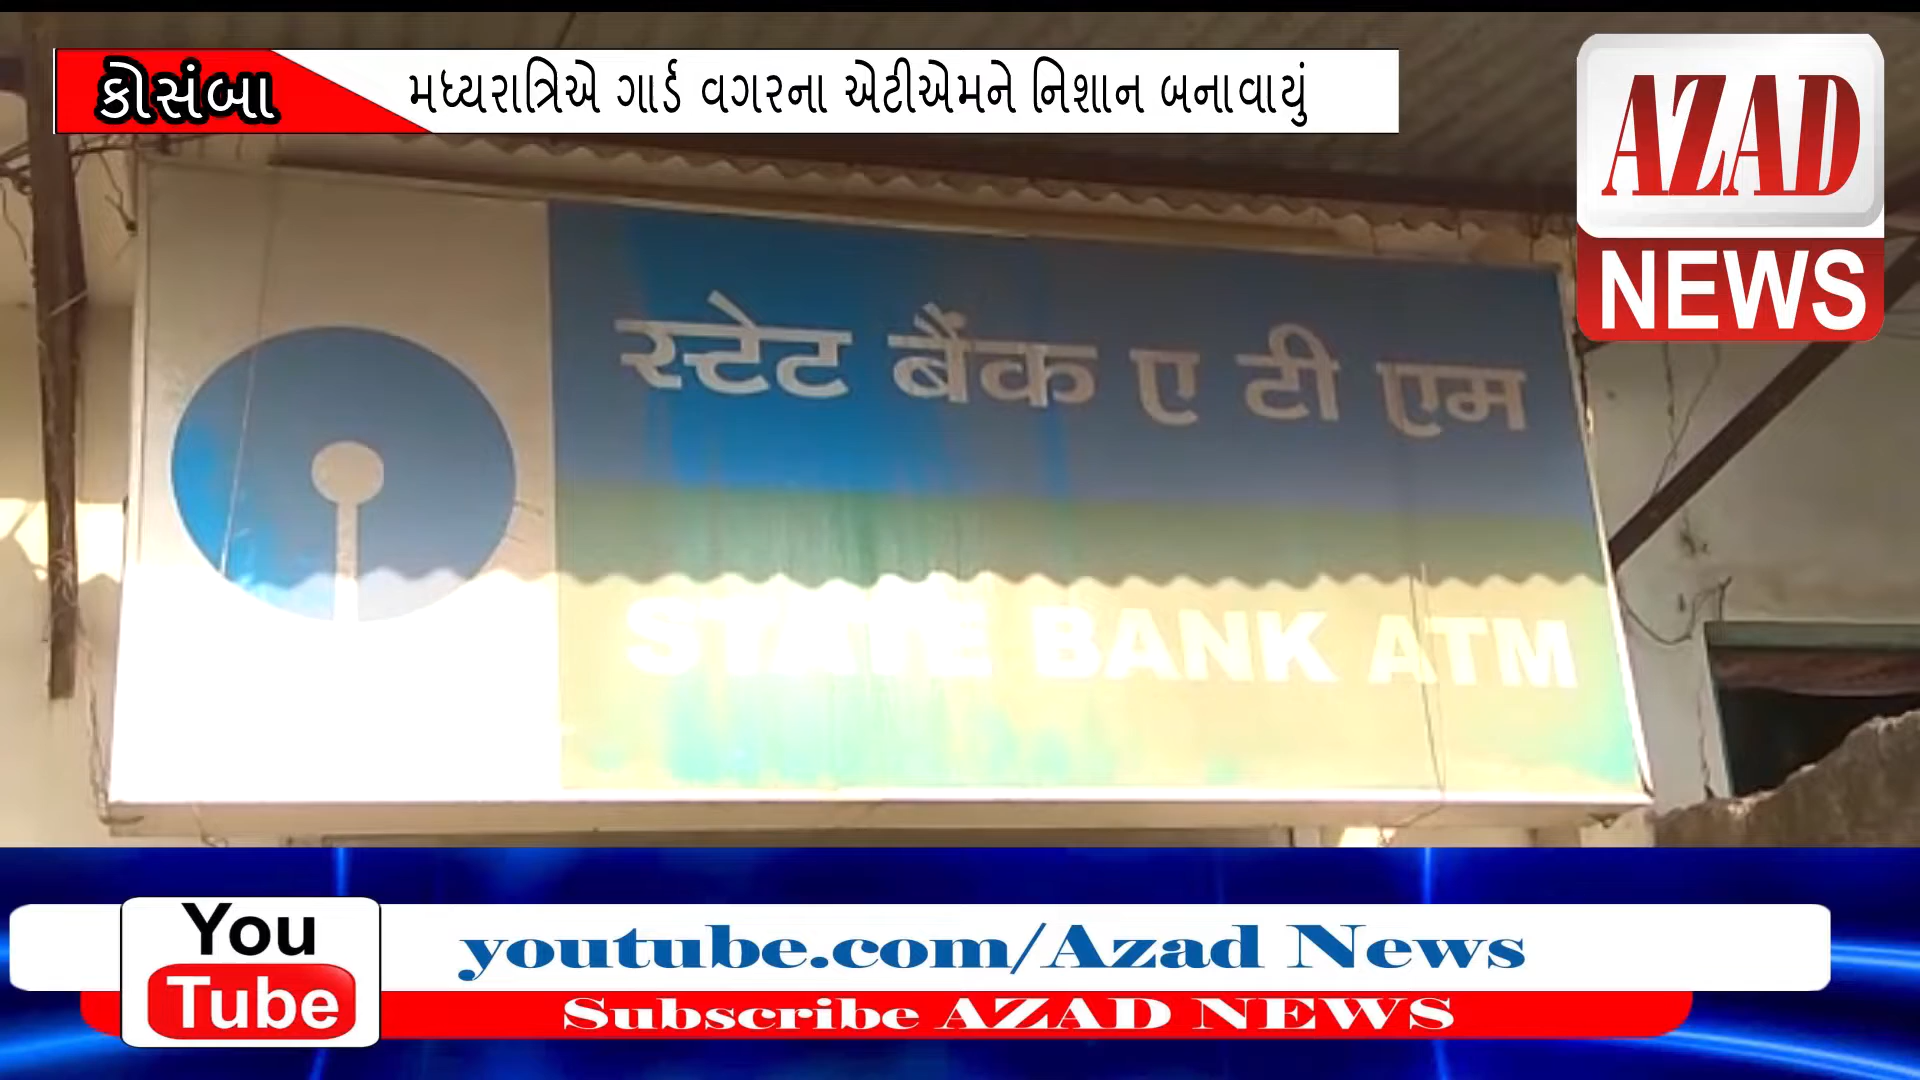 કોસંબા
મધ્યરાત્રિએ ગાર્ડ વગરના એટીએમને નિશાન બનાવાયું
AZAD
NEWS
स्टेट बैंक ए टी एम
STATE BANK ATM
You
Tube
youtube.com/Azad News
Subscribe AZAD NEWS